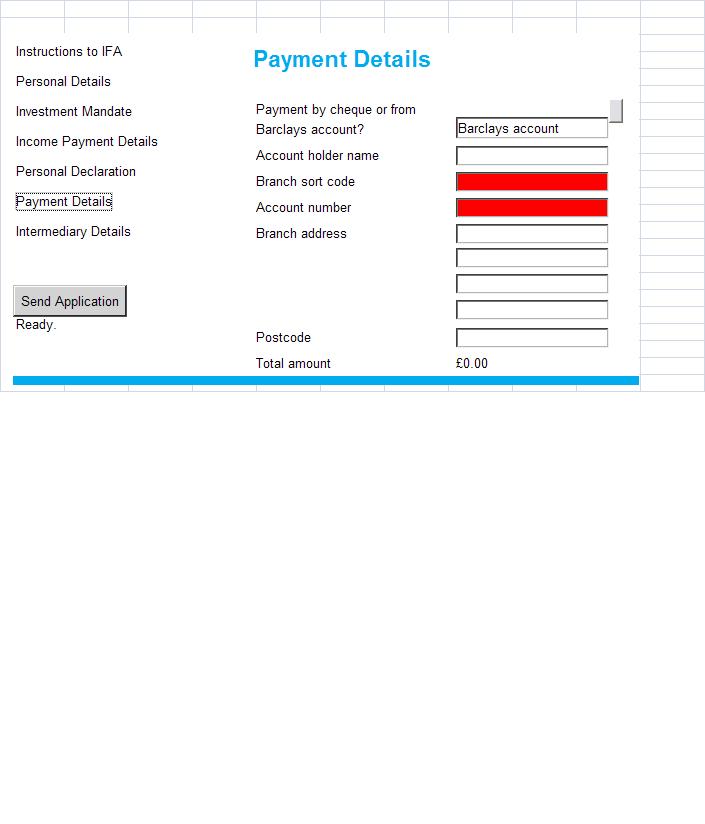 Instructions to IFA
Personal Details
Investment Mandate
Income Payment Details
Personal Declaration
Payment Details
Intermediary Details
Send Application
Ready.
Payment Details
Payment by cheque or from
Barclays account?
Barclays account
Account holder name
Branch sort code
Account number
Branch address
Postcode
Total amount £0.00